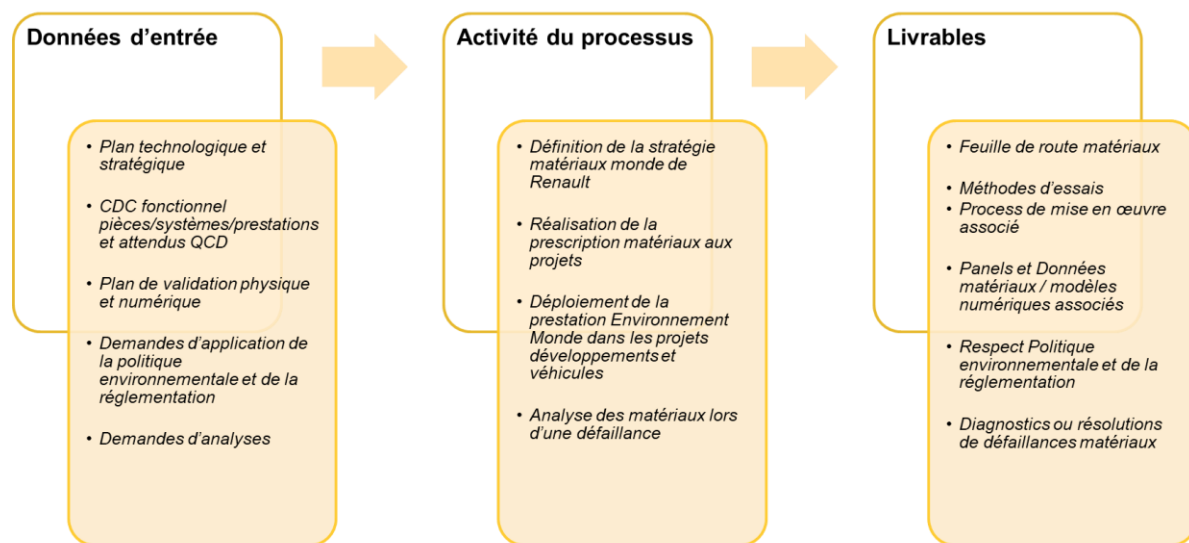 Données d'entrée
• Plan technologique et
stratégique
• CDC fonctionnel
pièces/systèmes/prestations
et attendus QCD
• Plan de validation physique
et numérique
• Demandes d'application de
la politique
environnementale et de la
réglementation
• Demandes d'analyses
Activité du processus
• Définition de la stratégie
matériaux monde de
Renault
• Réalisation de la
prescription matériaux aux
projets
• Déploiement de la
prestation Environnement
Monde dans les projets
développements et
véhicules
• Analyse des matériaux lors
d'une défaillance
Livrables
• Feuille de route matériaux
• Méthodes d'essais
• Process de mise en œuvre
associé
• Panels et Données
matériaux / modèles
numériques associés
• Respect Politique
environnementale et de la
réglementation
• Diagnostics ou résolutions
de défaillances matériaux